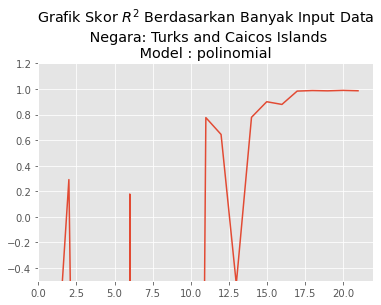 Grafik Skor R² Berdasarkan Banyak Input Data
Negara: Turks and Caicos Islands
Model : polinomial
1.2
1.0
0.8
0.6
0.4
0.2
0.0
−0.2
−0.4
0.0 2.5 5.0 7.5 10.0 12.5 15.0 17.5 20.0